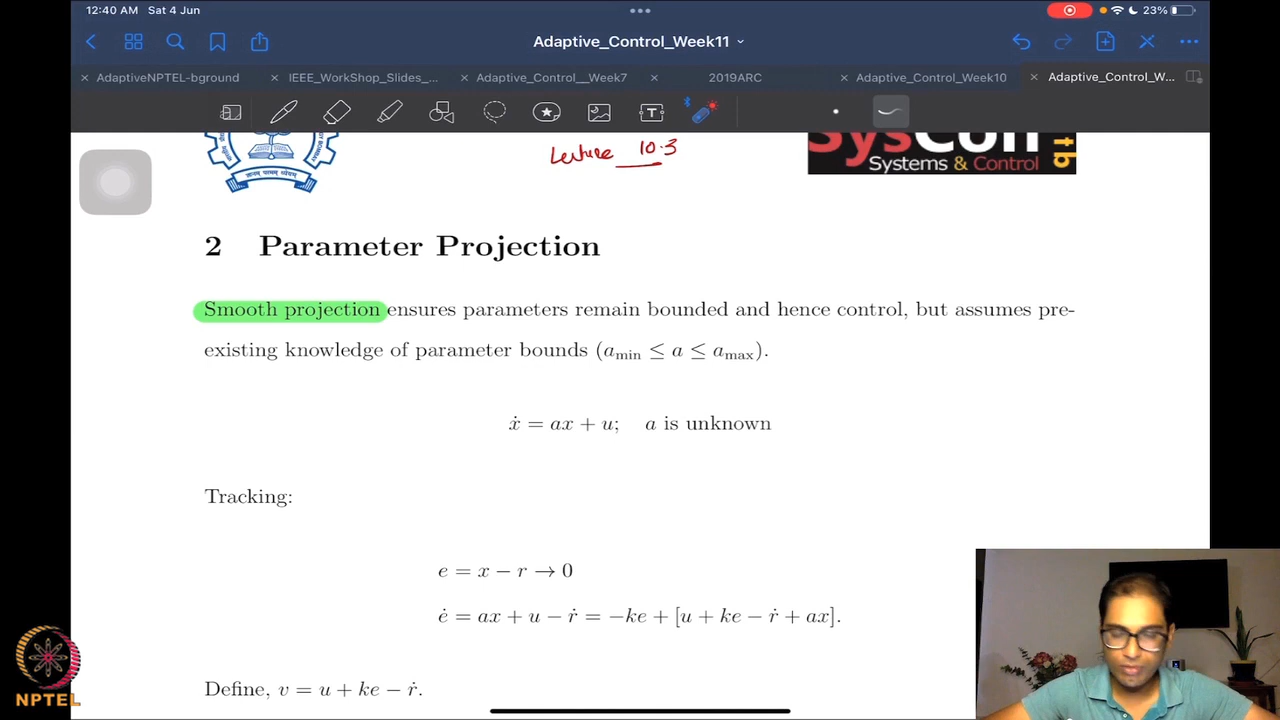 12:40 AM Sat 4 Jun
23%
Adaptive_Control_Week11
AdaptiveNPTEL-bground
IEEE_WorkShop_Slides_...
Adaptive_Control__Week7
2019ARC
Adaptive_Control_Week10
Adaptive_Control_W...
Lecture 10.3
SysCon
Systems & Control
2 Parameter Projection
Smooth projection ensures parameters remain bounded and hence control, but assumes pre-
existing knowledge of parameter bounds (a_min ≤ a ≤ a_max).
ẋ = ax + u; a is unknown
Tracking:
e = x − r → 0
ė = ax + u − ṙ = −ke + [u + ke − ṙ + ax].
Define, v = u + ke − ṙ.
NPTEL